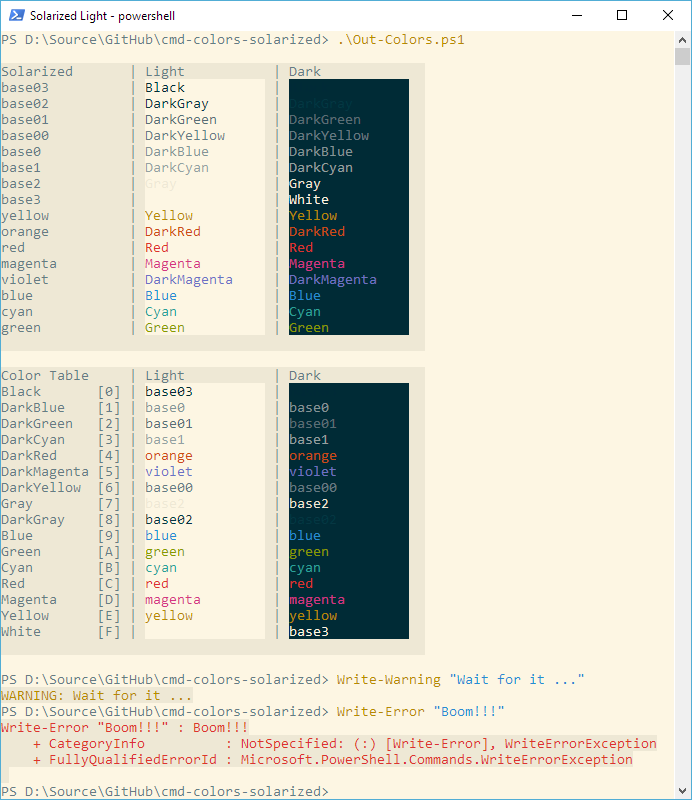 Solarized Light - powershell
PS D:\Source\GitHub\cmd-colors-solarized> .\Out-Colors.ps1
Solarized | Light | Dark
base03 | Black |
base02 | DarkGray | DarkGray
base01 | DarkGreen | DarkGreen
base00 | DarkYellow | DarkYellow
base0 | DarkBlue | DarkBlue
base1 | DarkCyan | DarkCyan
base2 | Gray | Gray
base3 | | White
yellow | Yellow | Yellow
orange | DarkRed | DarkRed
red | Red | Red
magenta | Magenta | Magenta
violet | DarkMagenta | DarkMagenta
blue | Blue | Blue
cyan | Cyan | Cyan
green | Green | Green
Color Table | Light | Dark
Black [0] | base03 |
DarkBlue [1] | base0 | base0
DarkGreen [2] | base01 | base01
DarkCyan [3] | base1 | base1
DarkRed [4] | orange | orange
DarkMagenta [5] | violet | violet
DarkYellow [6] | base00 | base00
Gray [7] | base2 | base2
DarkGray [8] | base02 | base02
Blue [9] | blue | blue
Green [A] | green | green
Cyan [B] | cyan | cyan
Red [C] | red | red
Magenta [D] | magenta | magenta
Yellow [E] | yellow | yellow
White [F] | | base3
PS D:\Source\GitHub\cmd-colors-solarized> Write-Warning "Wait for it ..."
WARNING: Wait for it ...
PS D:\Source\GitHub\cmd-colors-solarized> Write-Error "Boom!!!"
Write-Error "Boom!!!" : Boom!!!
    + CategoryInfo          : NotSpecified: (:) [Write-Error], WriteErrorException
    + FullyQualifiedErrorId : Microsoft.PowerShell.Commands.WriteErrorException
PS D:\Source\GitHub\cmd-colors-solarized>